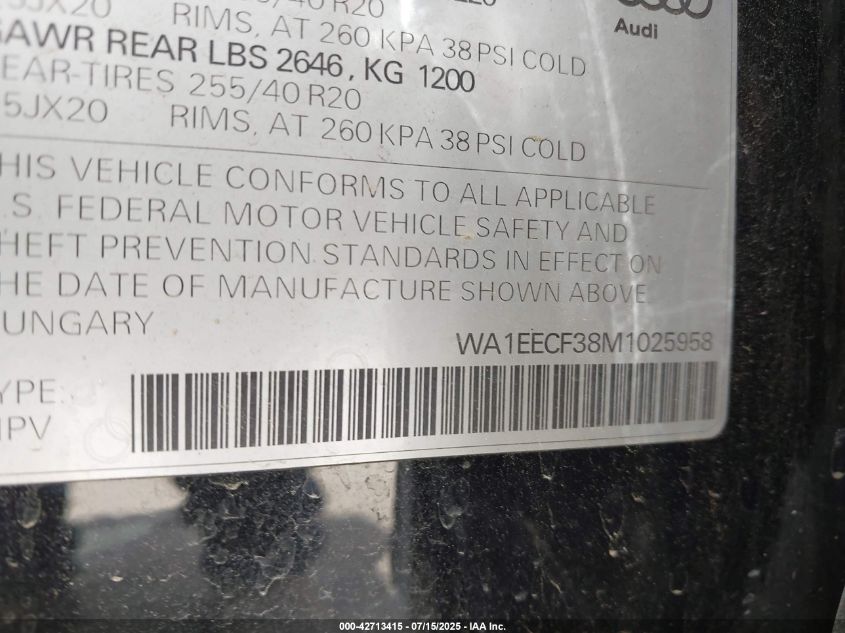 RIMS, AT 260 KPA 38 PSI COLD
GAWR REAR LBS 2646, KG 1200
EAR-TIRES 255/40 R20
5JX20 RIMS, AT 260 KPA 38 PSI COLD
Audi
HIS VEHICLE CONFORMS TO ALL APPLICABLE
.S. FEDERAL MOTOR VEHICLE SAFETY AND
HEFT PREVENTION STANDARDS IN EFFECT ON
HE DATE OF MANUFACTURE SHOWN ABOVE.
UNGARY
WA1EECF38M1025958
YPE:
MPV
000-42713415 - 07/15/2025 - IAA Inc.